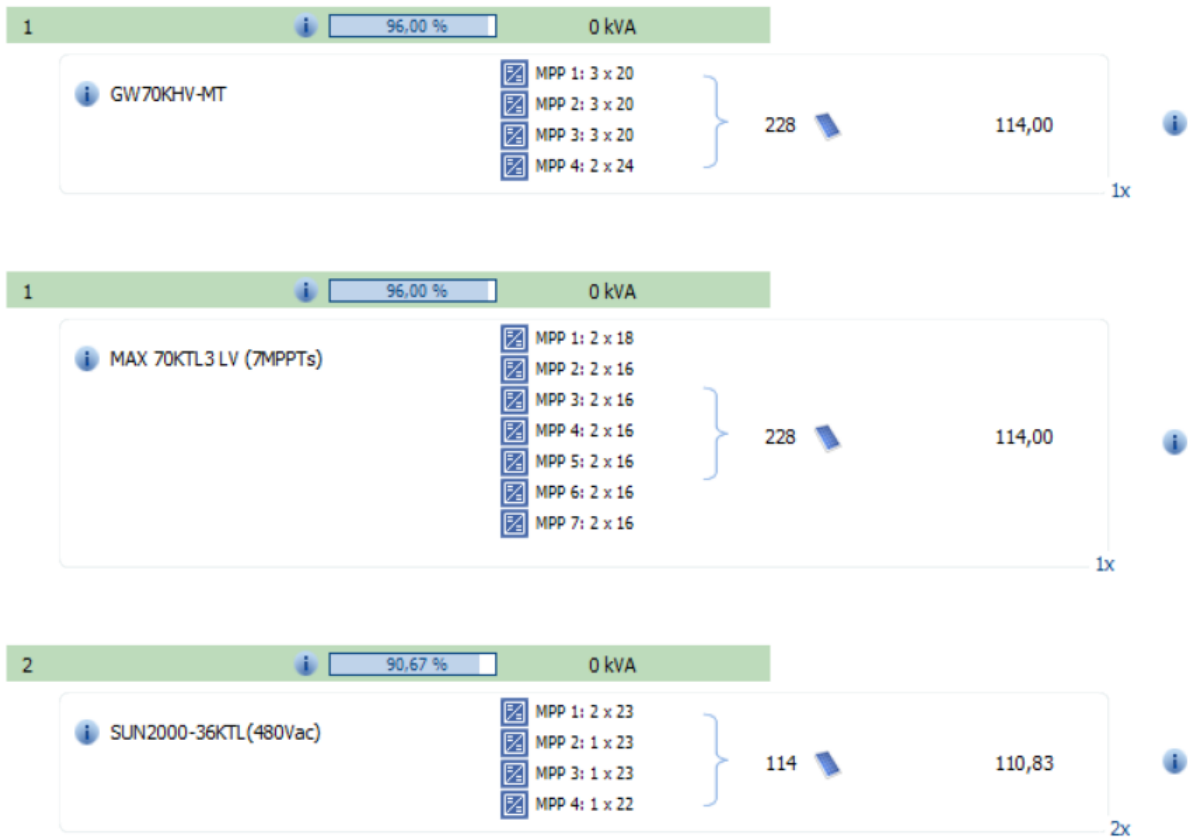 1 96,00 % 0 kVA
GW70KHV-MT
MPP 1: 3 x 20
MPP 2: 3 x 20
MPP 3: 3 x 20
MPP 4: 2 x 24
228 114,00
1x
1 96,00 % 0 kVA
MAX 70KTL3 LV (7MPPTs)
MPP 1: 2 x 18
MPP 2: 2 x 16
MPP 3: 2 x 16
MPP 4: 2 x 16
MPP 5: 2 x 16
MPP 6: 2 x 16
MPP 7: 2 x 16
228 114,00
1x
2 90,67 % 0 kVA
SUN2000-36KTL(480Vac)
MPP 1: 2 x 23
MPP 2: 1 x 23
MPP 3: 1 x 23
MPP 4: 1 x 22
114 110,83
2x